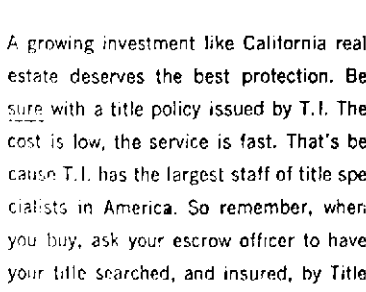 A growing investment like California real
estate deserves the best protection. Be
sure with a title policy issued by T.I. The
cost is low, the service is fast. That's be
cause T.I. has the largest staff of title spe
cialists in America. So remember, when
you buy, ask your escrow officer to have
your title searched, and insured, by Title